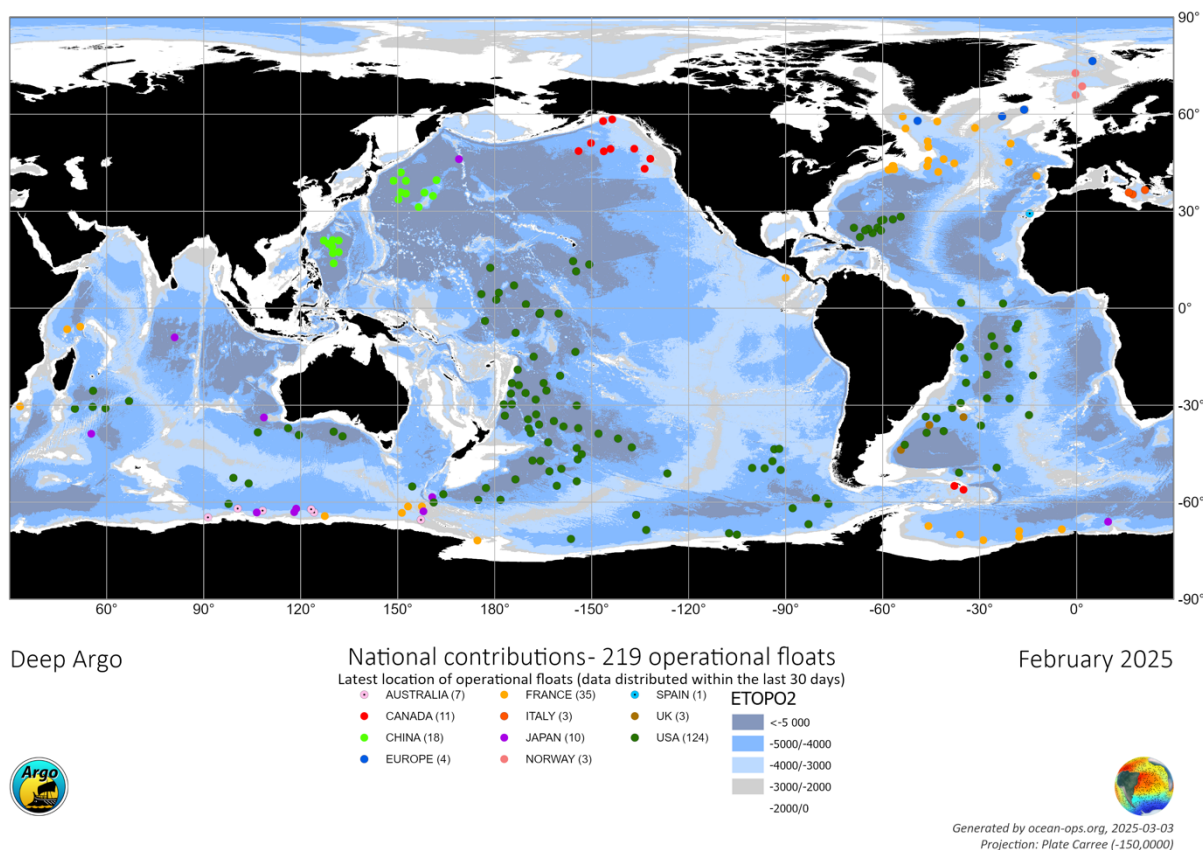 90°
60°
30°
0°
-30°
-60°
-90°
60° 90° 120° 150° 180° -150° -120° -90° -60° -30° 0°
Deep Argo
National contributions- 219 operational floats
February 2025
Latest location of operational floats (data distributed within the last 30 days)
AUSTRALIA (7)
CANADA (11)
CHINA (18)
EUROPE (4)
FRANCE (35)
ITALY (3)
JAPAN (10)
NORWAY (3)
SPAIN (1)
UK (3)
USA (124)
ETOPO2
<-5 000
-5000/-4000
-4000/-3000
-3000/-2000
-2000/0
Argo
Generated by ocean-ops.org, 2025-03-03
Projection: Plate Carree (-150,0000)